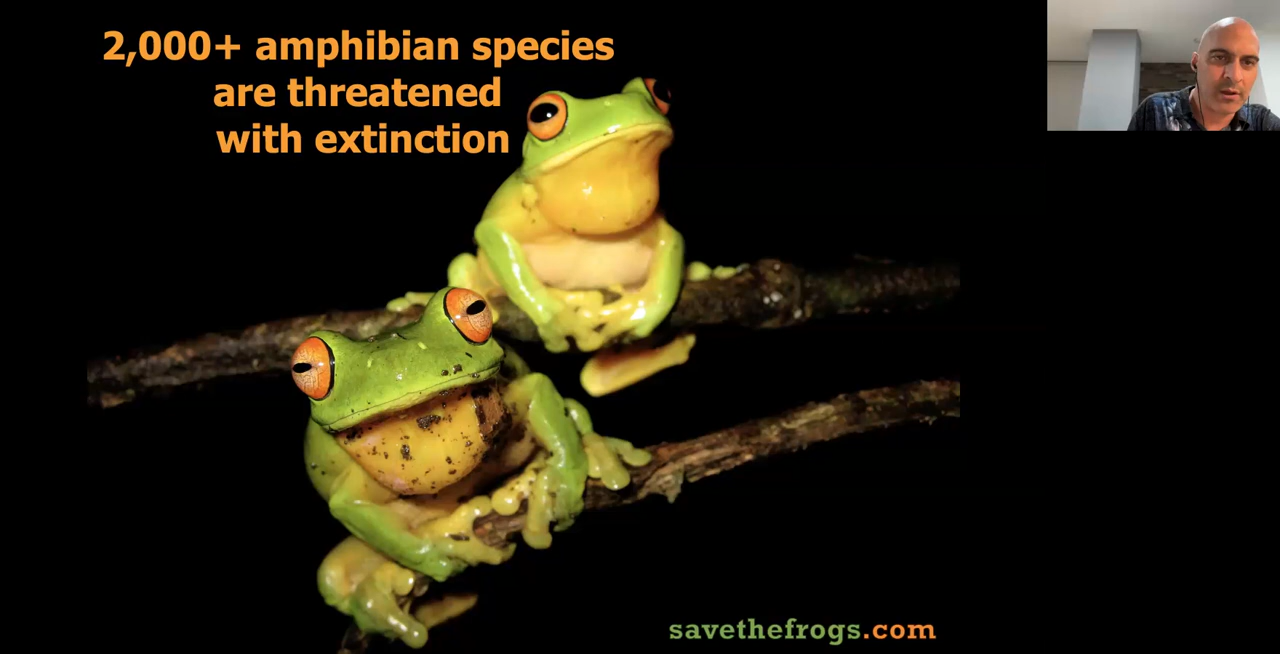 2,000+ amphibian species
are threatened
with extinction
savethefrogs.com